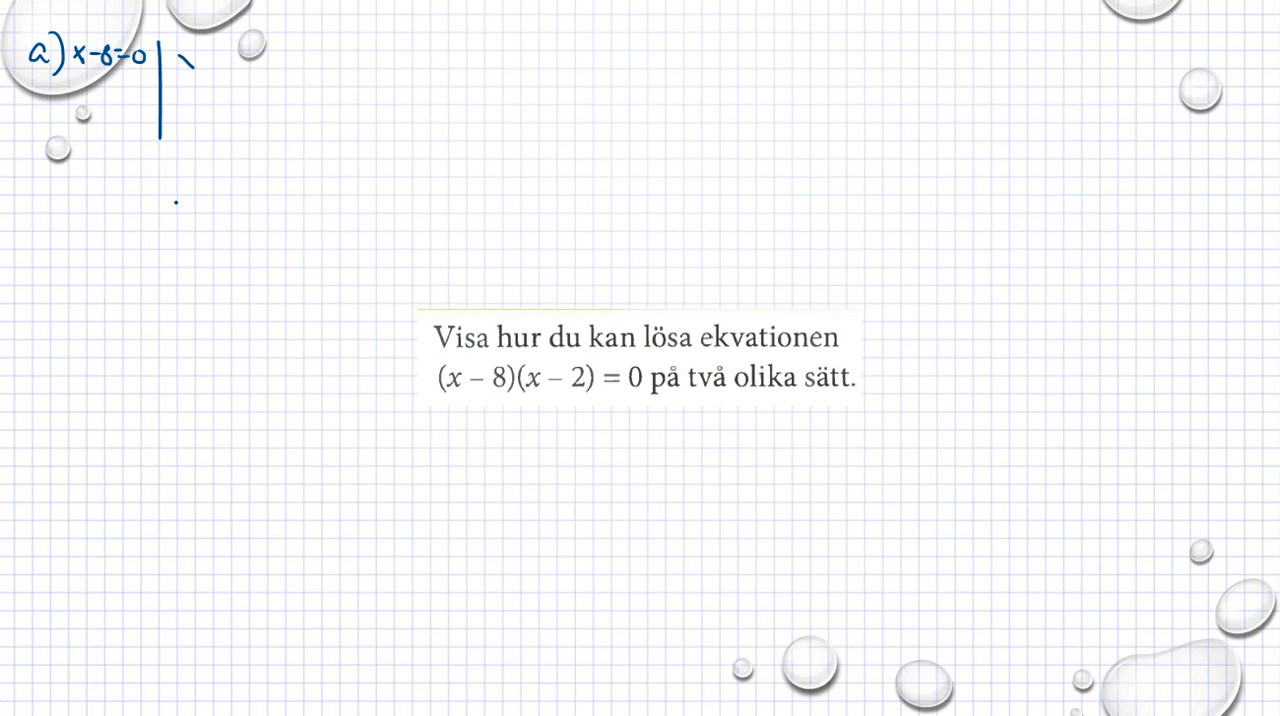 a) x-8=0 |
Visa hur du kan lösa ekvationen
(x – 8)(x – 2) = 0 på två olika sätt.